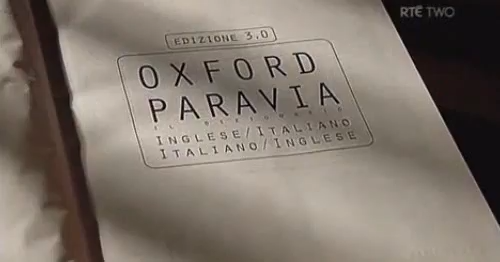 RTÉ TWO
EDIZIONE 3.0
OXFORD
PARAVIA
INGLESE/ITALIANO
ITALIANO/INGLESE